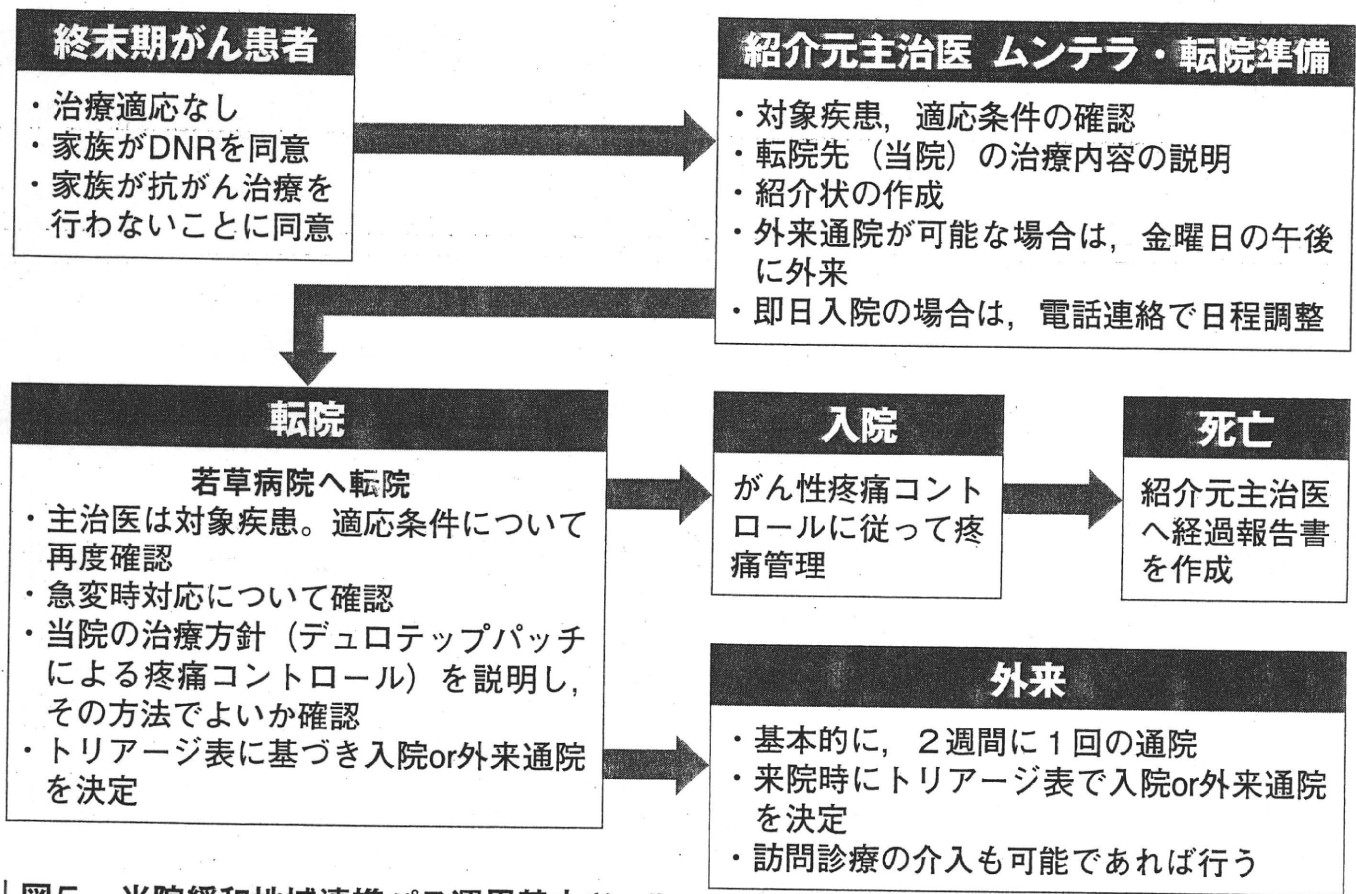 終末期がん患者
・治療適応なし
・家族がDNRを同意
・家族が抗がん治療を
行わないことに同意
紹介元主治医 ムンテラ・転院準備
・対象疾患，適応条件の確認
・転院先（当院）の治療内容の説明
・紹介状の作成
・外来通院が可能な場合は，金曜日の午後
に外来
・即日入院の場合は，電話連絡で日程調整
転院
若草病院へ転院
・主治医は対象疾患。適応条件について
再度確認
・急変時対応について確認
・当院の治療方針（デュロテップパッチ
による疼痛コントロール）を説明し，
その方法でよいか確認
・トリアージ表に基づき入院or外来通院
を決定
入院
がん性疼痛コント
ロールに従って疼
痛管理
死亡
紹介元主治医
へ経過報告書
を作成
外来
・基本的に，２週間に１回の通院
・来院時にトリアージ表で入院or外来通院
を決定
・訪問診療の介入も可能であれば行う
図5 当院緩和地域連携パス運用基